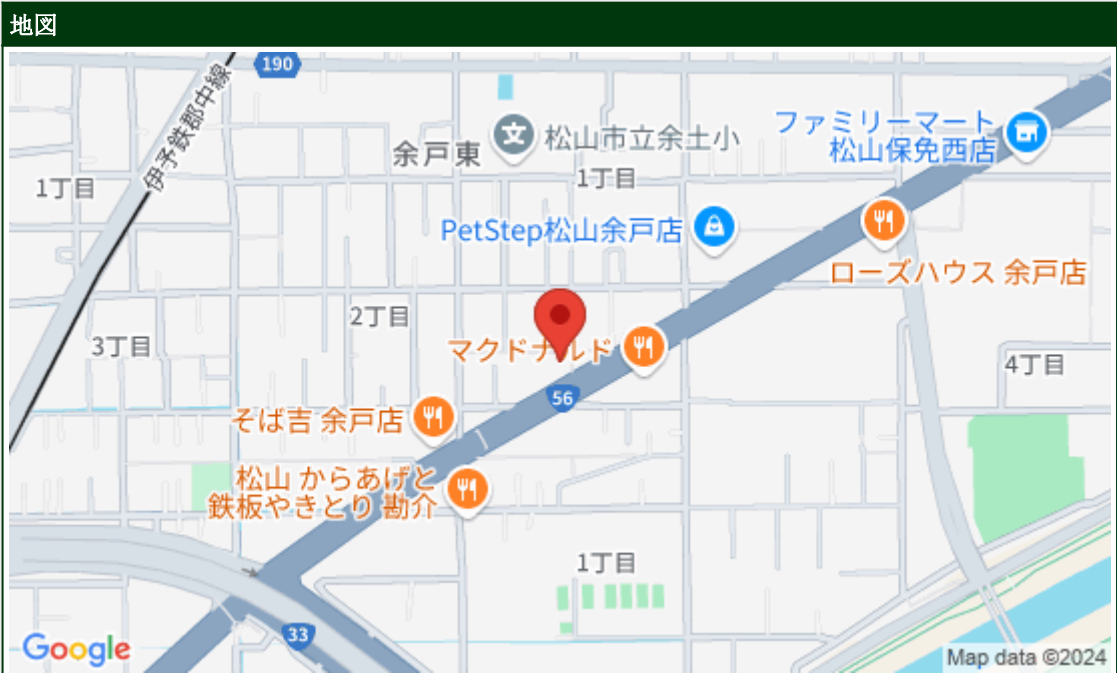 地図
190
伊予鉄郡中線
余戸東
松山市立余土小
ファミリーマート
松山保免西店
1丁目
1丁目
PetStep松山余戸店
ローズハウス 余戸店
2丁目
3丁目
マクドナルド
4丁目
56
そば吉 余戸店
松山 からあげと
鉄板やきとり 勘介
1丁目
33
Google
Map data ©2024